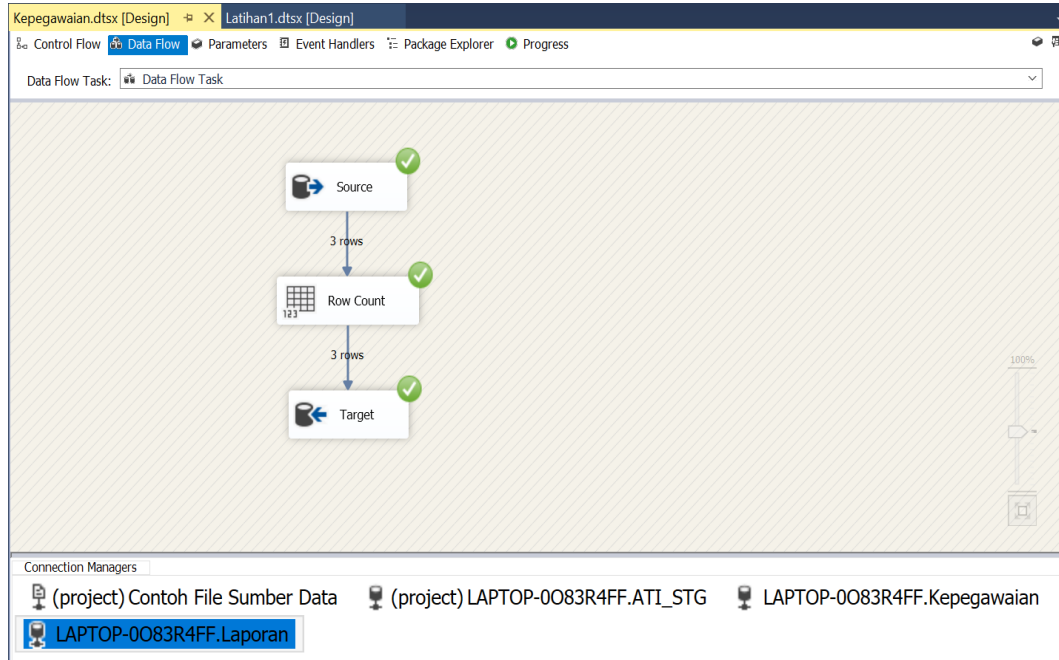 Kepegawaian.dtsx [Design] Latihan1.dtsx [Design]
Control Flow Data Flow Parameters Event Handlers Package Explorer Progress
Data Flow Task: Data Flow Task
Source
3 rows
123 Row Count
3 rows
100%
Target
Connection Managers
(project) Contoh File Sumber Data (project) LAPTOP-0O83R4FF.ATI_STG LAPTOP-0O83R4FF.Kepegawaian
LAPTOP-0O83R4FF.Laporan